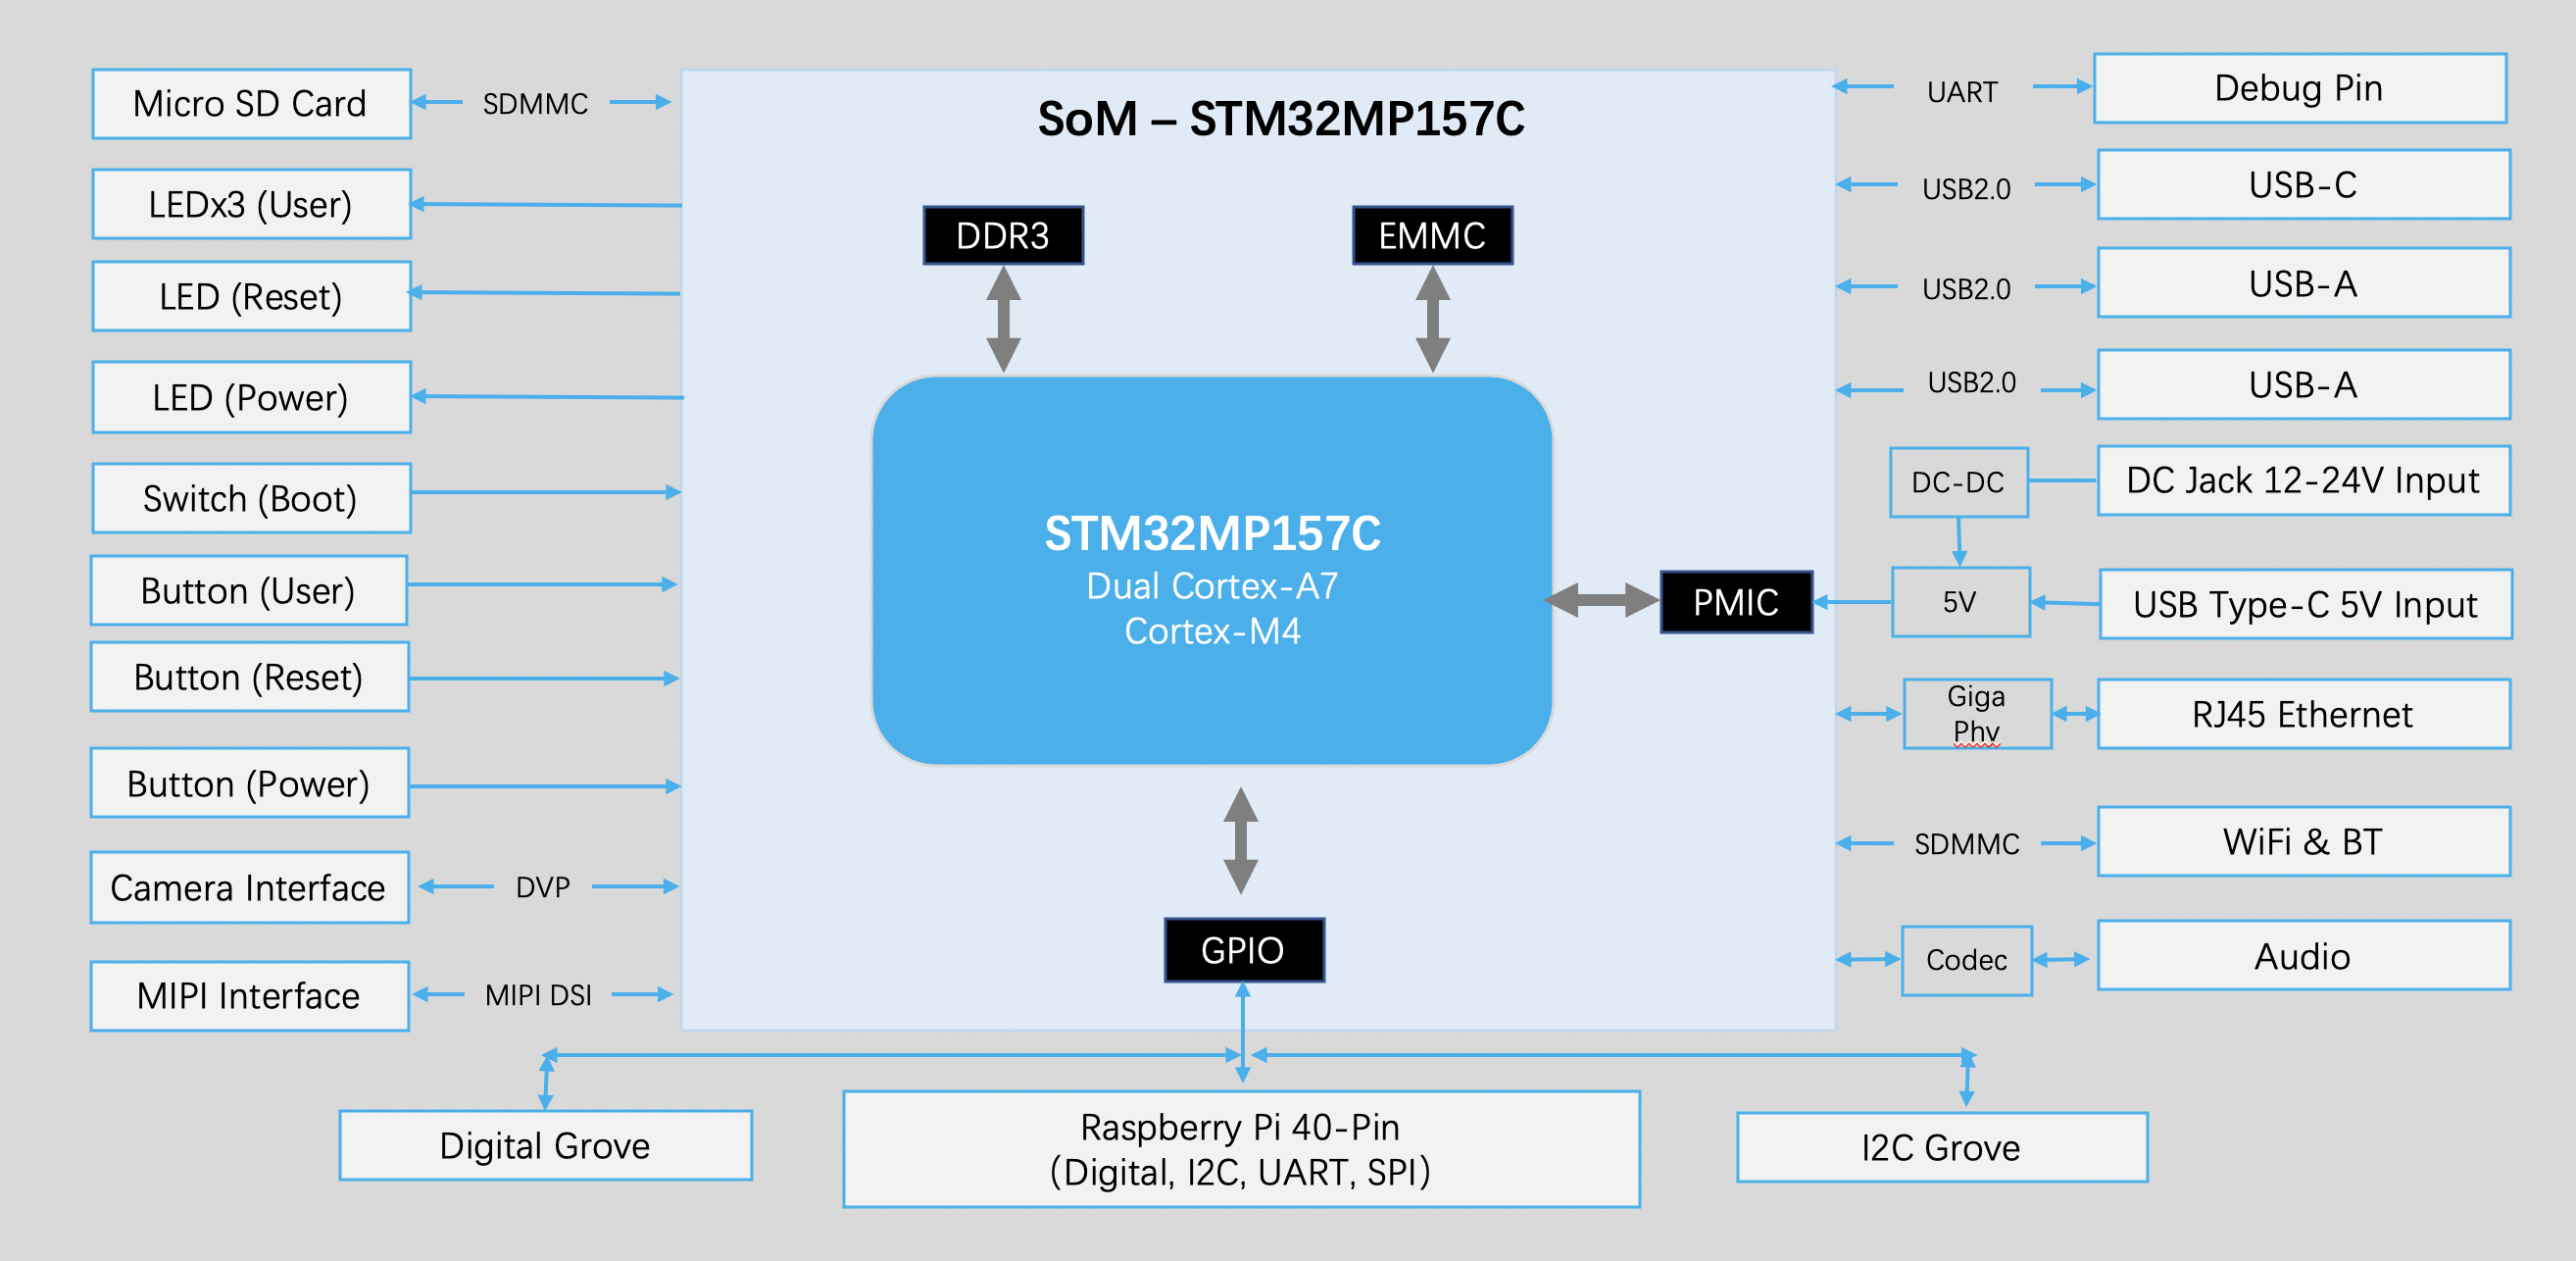 SoM – STM32MP157C
Micro SD Card
SDMMC
LEDx3 (User)
LED (Reset)
LED (Power)
Switch (Boot)
Button (User)
Button (Reset)
Button (Power)
Camera Interface
DVP
MIPI Interface
MIPI DSI
DDR3
EMMC
STM32MP157C
Dual Cortex-A7
Cortex-M4
PMIC
GPIO
UART
Debug Pin
USB2.0
USB-C
USB2.0
USB-A
USB2.0
USB-A
DC-DC
DC Jack 12-24V Input
5V
USB Type-C 5V Input
Giga
Phy
RJ45 Ethernet
SDMMC
WiFi & BT
Codec
Audio
Digital Grove
Raspberry Pi 40-Pin
(Digital, I2C, UART, SPI)
I2C Grove